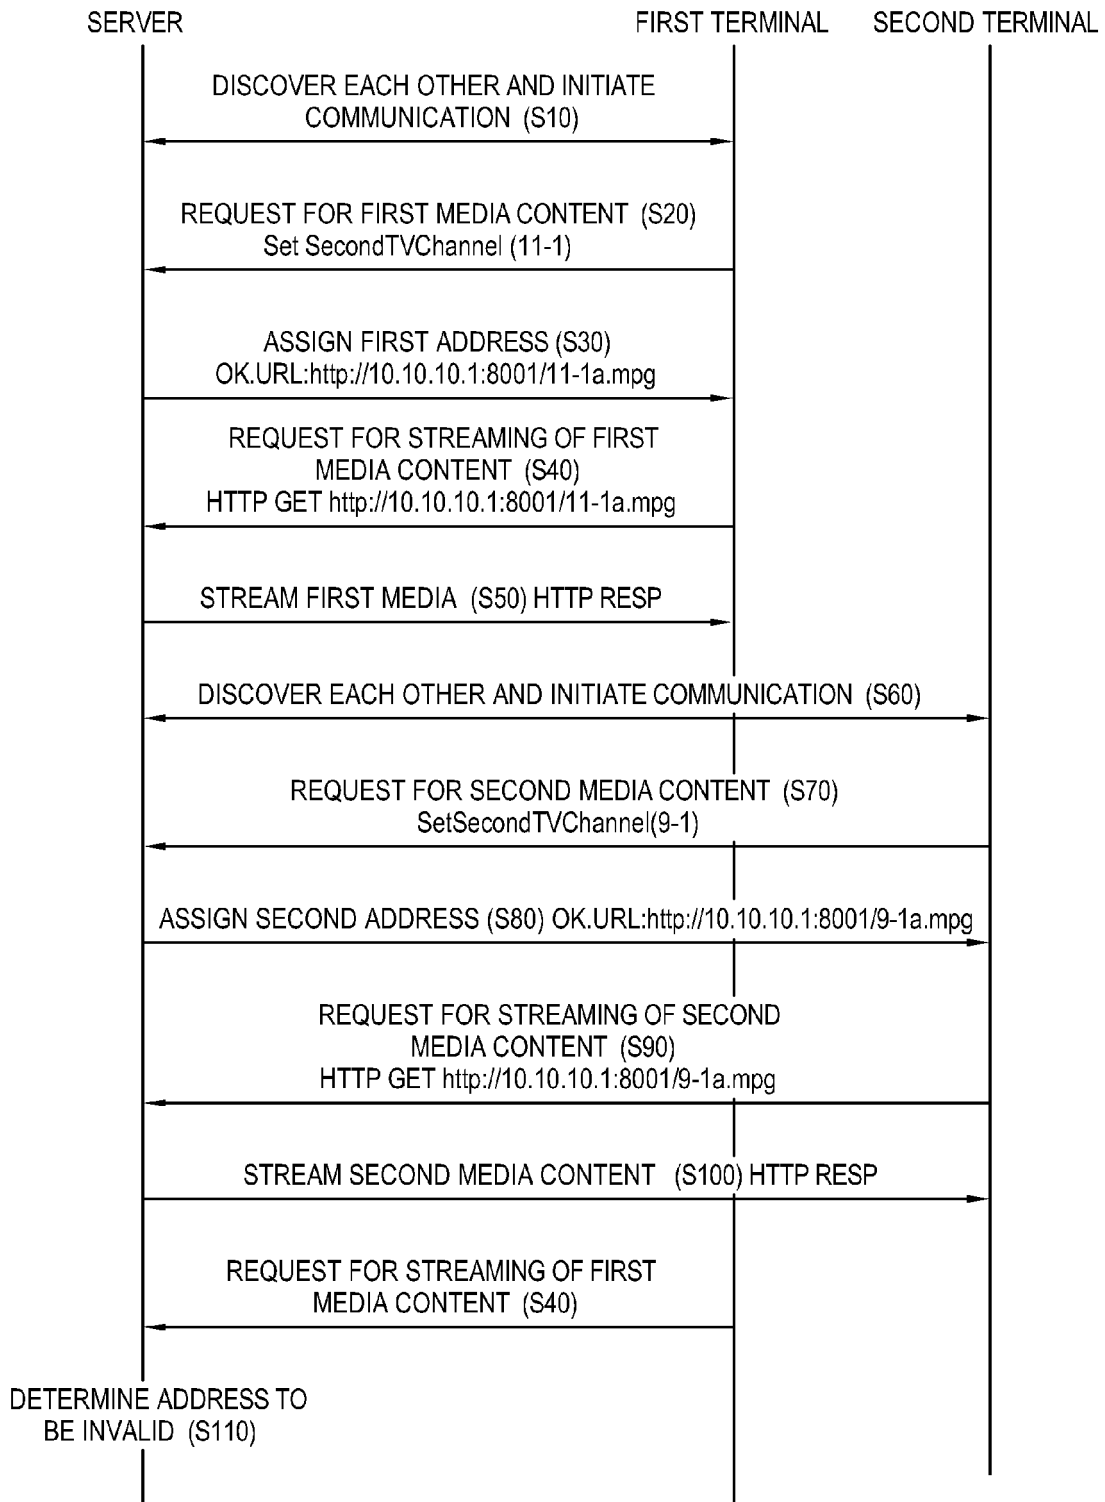 SERVER
FIRST TERMINAL
SECOND TERMINAL
DISCOVER EACH OTHER AND INITIATE
COMMUNICATION (S10)
REQUEST FOR FIRST MEDIA CONTENT (S20)
Set SecondTVChannel (11-1)
ASSIGN FIRST ADDRESS (S30)
OK.URL:http://10.10.10.1:8001/11-1a.mpg
REQUEST FOR STREAMING OF FIRST
MEDIA CONTENT (S40)
HTTP GET http://10.10.10.1:8001/11-1a.mpg
STREAM FIRST MEDIA (S50) HTTP RESP
DISCOVER EACH OTHER AND INITIATE COMMUNICATION (S60)
REQUEST FOR SECOND MEDIA CONTENT (S70)
SetSecondTVChannel(9-1)
ASSIGN SECOND ADDRESS (S80) OK.URL:http://10.10.10.1:8001/9-1a.mpg
REQUEST FOR STREAMING OF SECOND
MEDIA CONTENT (S90)
HTTP GET http://10.10.10.1:8001/9-1a.mpg
STREAM SECOND MEDIA CONTENT (S100) HTTP RESP
REQUEST FOR STREAMING OF FIRST
MEDIA CONTENT (S40)
DETERMINE ADDRESS TO
BE INVALID (S110)